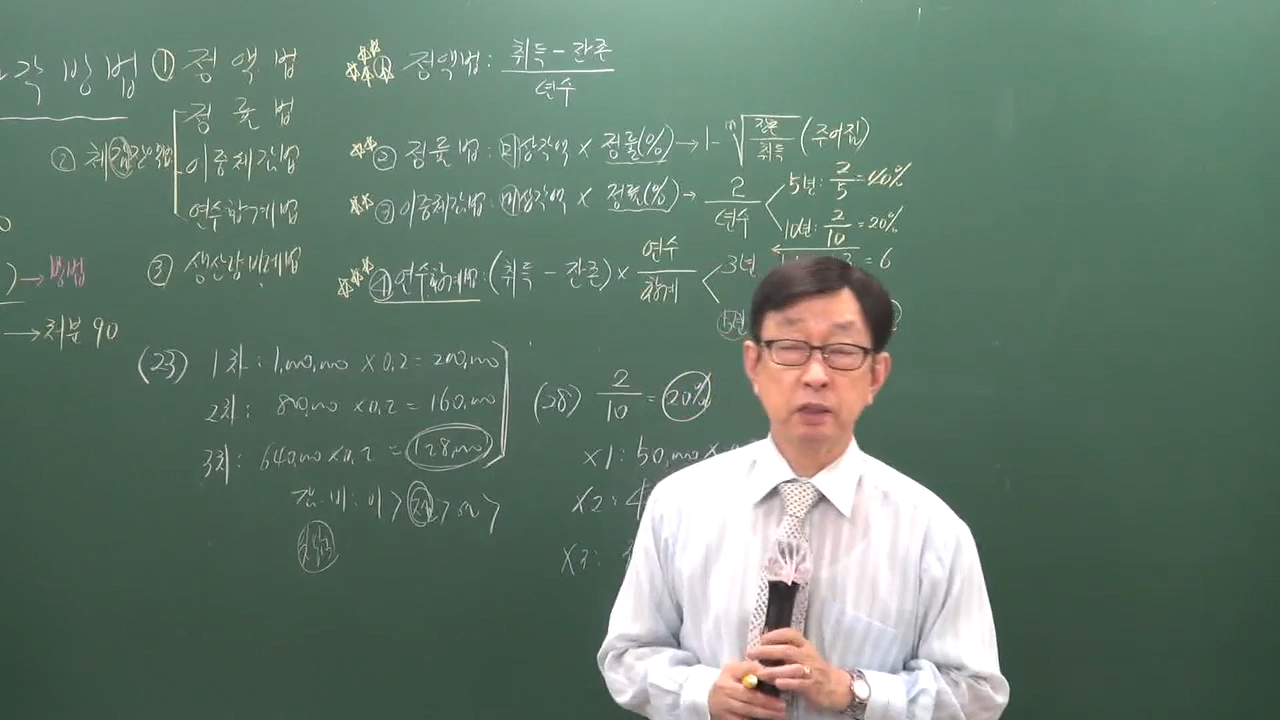 각 방법 ① 정액법
정률법
② 체감잔액법
이중체감법
연수합계법
③ 생산량비례법
→ 방법
→ 처분 90
① 정액법 : 취득 - 잔존 / 년수
② 정률법 : 미상각액 × 정률(%) → 1 - ⁿ√ 잔존 / 취득 (주어짐)
③ 이중체감법 : 미상각액 × 정률(%) → 2 / 년수
5년 : 2/5 = 40%
10년 : 2/10 = 20%
④ 연수합계법 : (취득 - 잔존) × 연수 / 합계
3년 = 6
5년
(23) 1차 : 1,000,000 × 0.2 = 200,000
2차 : 800,000 × 0.2 = 160,000
3차 : 640,000 × 0.2 = 128,000
(28) 2/10 = 20%
×1 : 50,000 ×
×2 : 4